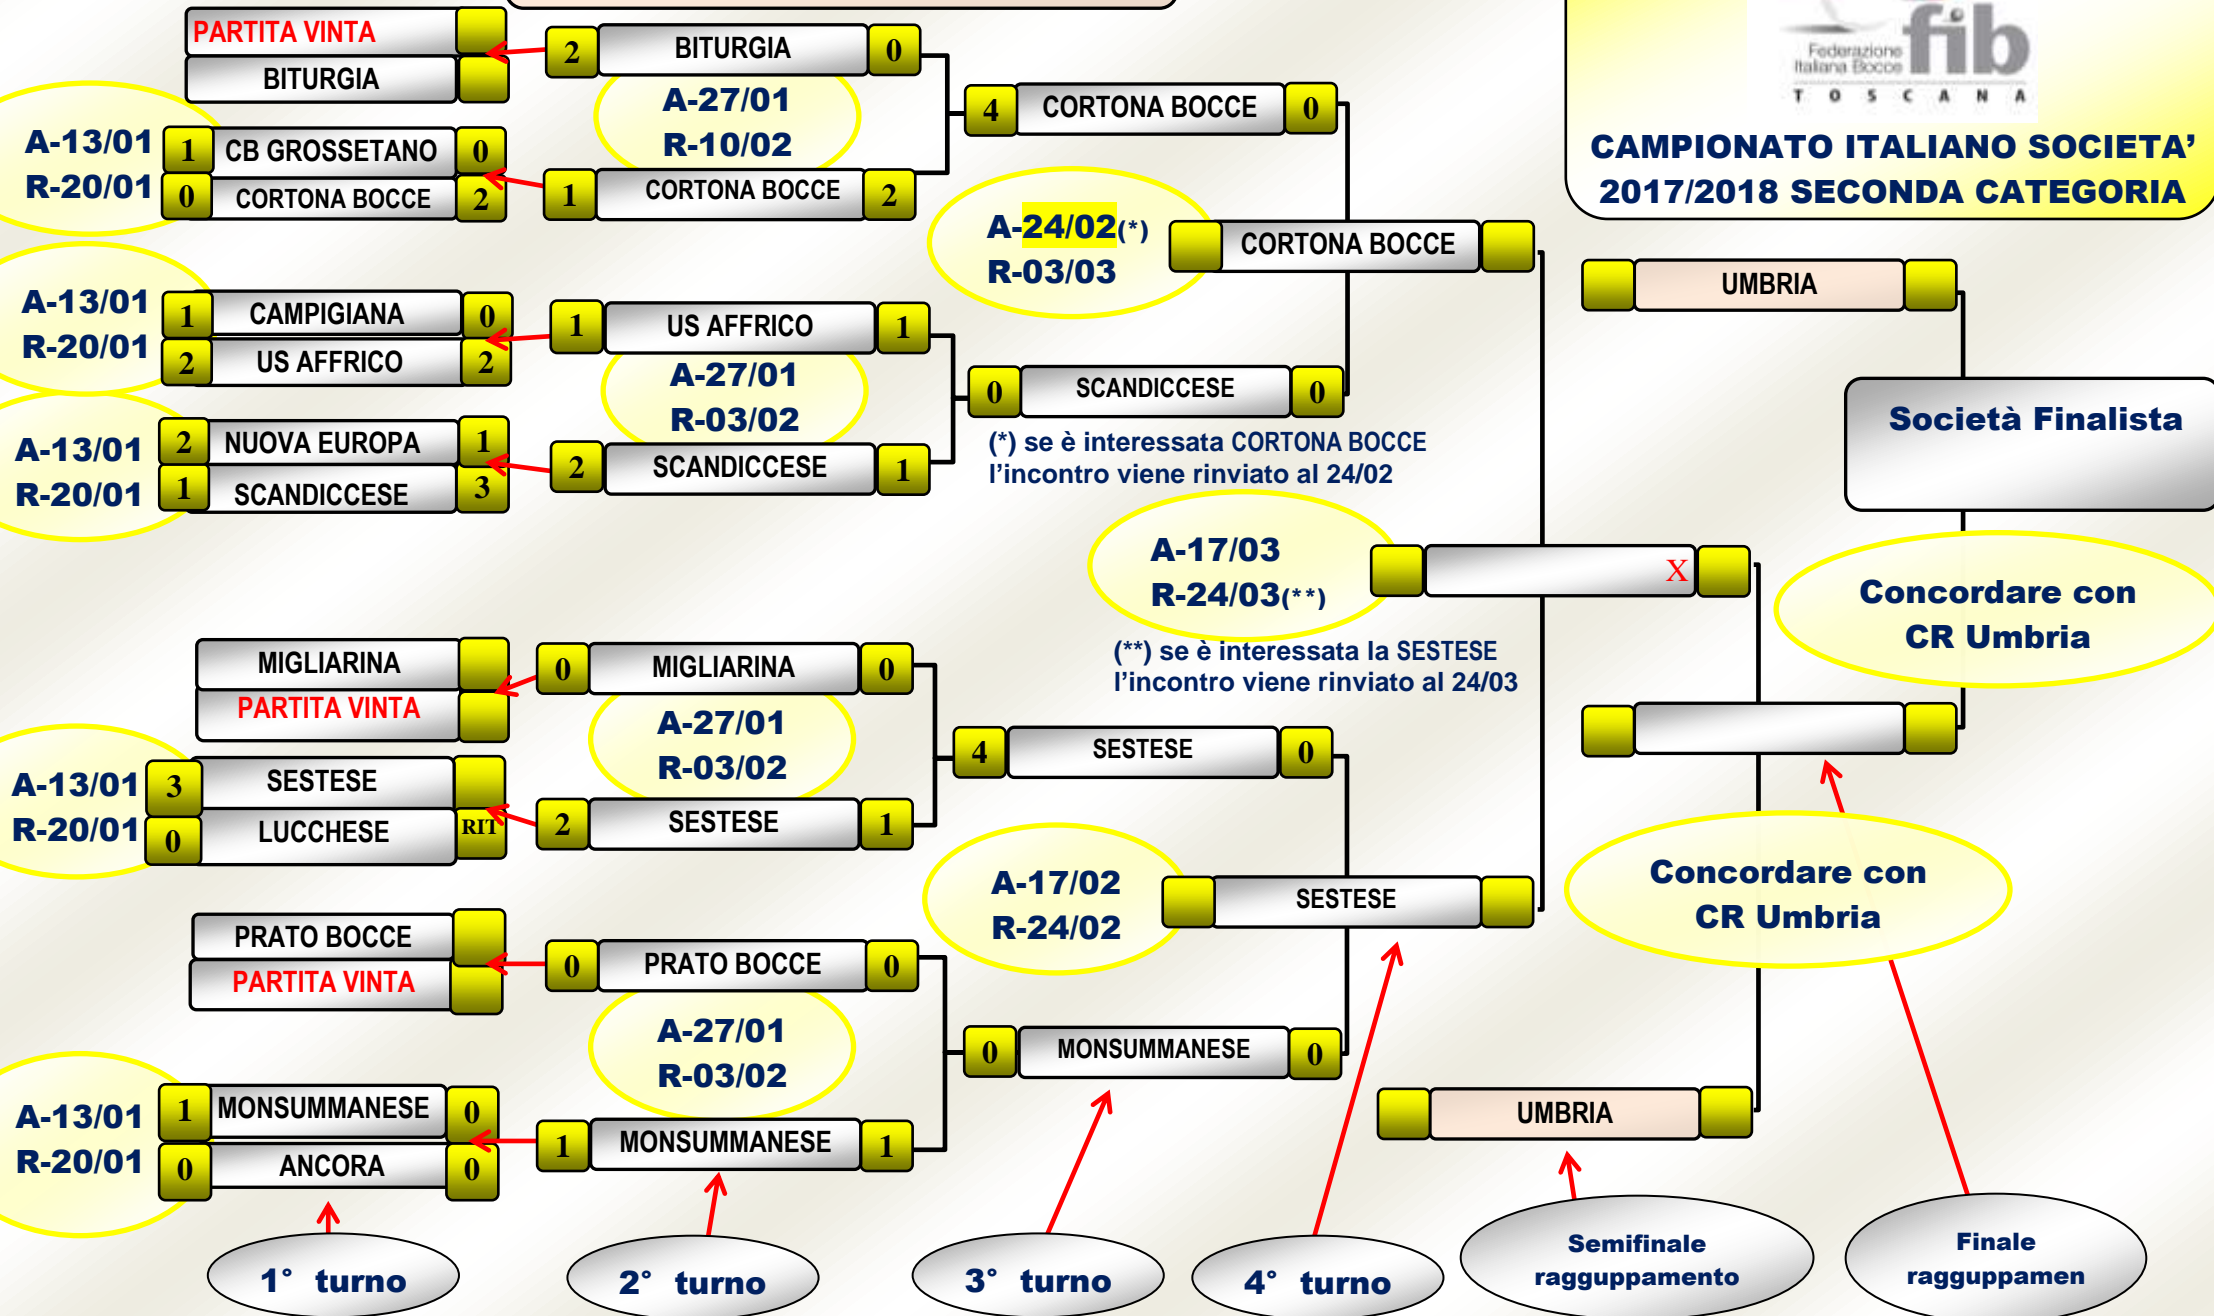 Federazione
Italiana Bocce
fib
TOSCANA
CAMPIONATO ITALIANO SOCIETA’
2017/2018 SECONDA CATEGORIA
PARTITA VINTA
BITURGIA
A-13/01
R-20/01
1 CB GROSSETANO 0
0 CORTONA BOCCE 2
2 BITURGIA 0
A-27/01
R-10/02
1 CORTONA BOCCE 2
4 CORTONA BOCCE 0
A-13/01
R-20/01
1 CAMPIGIANA 0
2 US AFFRICO 2
A-13/01
R-20/01
2 NUOVA EUROPA 1
1 SCANDICCESE 3
1 US AFFRICO 1
A-27/01
R-03/02
2 SCANDICCESE 1
0 SCANDICCESE 0
A-24/02(*)
R-03/03
CORTONA BOCCE
(*) se è interessata CORTONA BOCCE
l’incontro viene rinviato al 24/02
UMBRIA
Società Finalista
A-17/03
R-24/03(**)
X
(**) se è interessata la SESTESE
l’incontro viene rinviato al 24/03
Concordare con
CR Umbria
MIGLIARINA
PARTITA VINTA
A-13/01
R-20/01
3 SESTESE
0 LUCCHESE RIT
0 MIGLIARINA 0
A-27/01
R-03/02
2 SESTESE 1
4 SESTESE 0
PRATO BOCCE
PARTITA VINTA
A-13/01
R-20/01
1 MONSUMMANESE 0
0 ANCORA 0
0 PRATO BOCCE 0
A-27/01
R-03/02
1 MONSUMMANESE 1
0 MONSUMMANESE 0
A-17/02
R-24/02
SESTESE
Concordare con
CR Umbria
UMBRIA
1° turno
2° turno
3° turno
4° turno
Semifinale
ragguppamento
Finale
ragguppamen